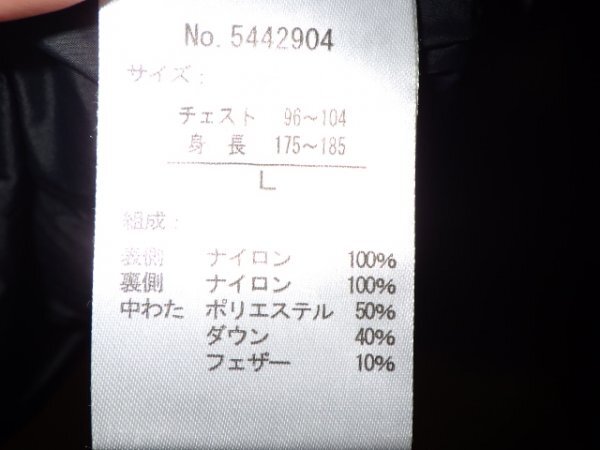 No. 5442904
サイズ：
チェスト 96～104
身長 175～185
L
組成：
表側 ナイロン 100%
裏側 ナイロン 100%
中わた ポリエステル 50%
ダウン 40%
フェザー 10%